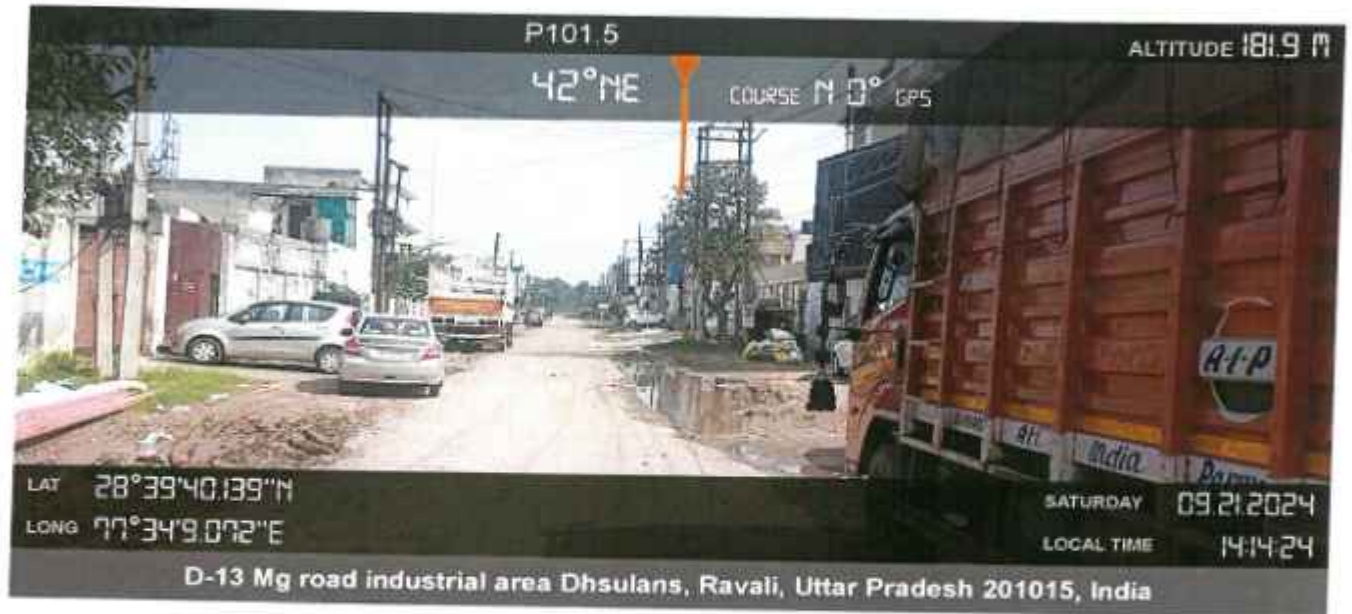 P101.5
ALTITUDE 181.9 m
42°NE
COURSE N 0° GPS
A·I·P
All India
LAT 28°39'40.139"N
LONG 77°34'9.072"E
SATURDAY 09.21.2024
LOCAL TIME 14:14:24
D-13 Mg road industrial area Dhsulans, Ravali, Uttar Pradesh 201015, India